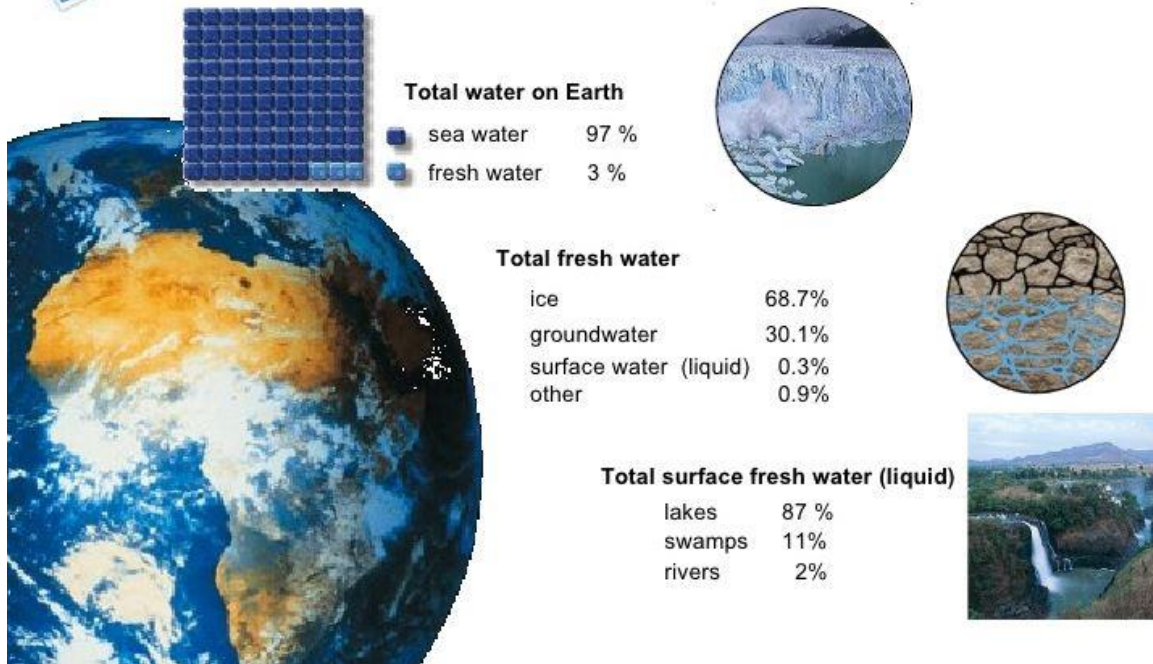 Total water on Earth
sea water 97 %
fresh water 3 %
Total fresh water
ice 68.7%
groundwater 30.1%
surface water (liquid) 0.3%
other 0.9%
Total surface fresh water (liquid)
lakes 87 %
swamps 11%
rivers 2%